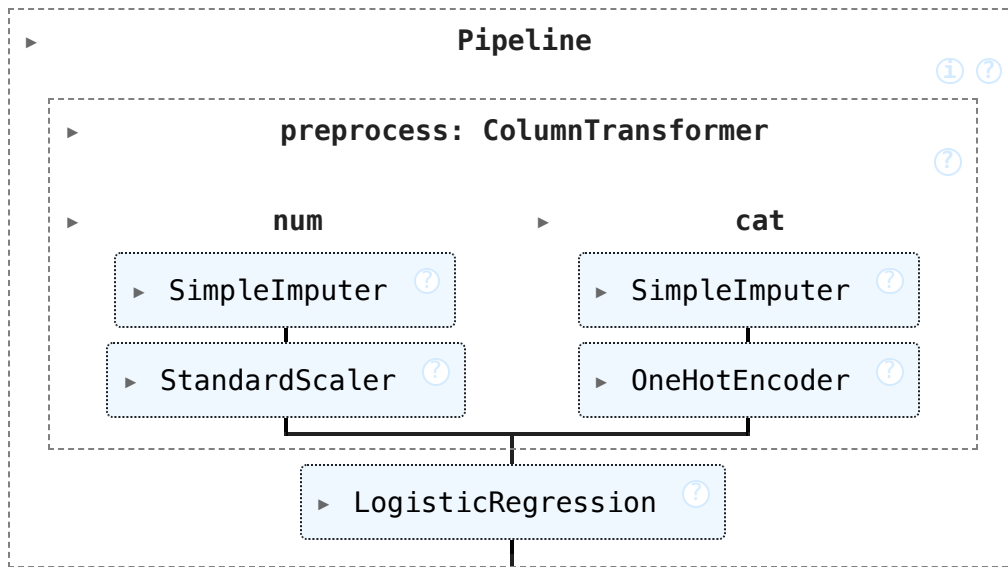 ▸ Pipeline
i ?
▸ preprocess: ColumnTransformer
?
▸ num ▸ cat
▸ SimpleImputer ? ▸ SimpleImputer ?
▸ StandardScaler ? ▸ OneHotEncoder ?
▸ LogisticRegression ?